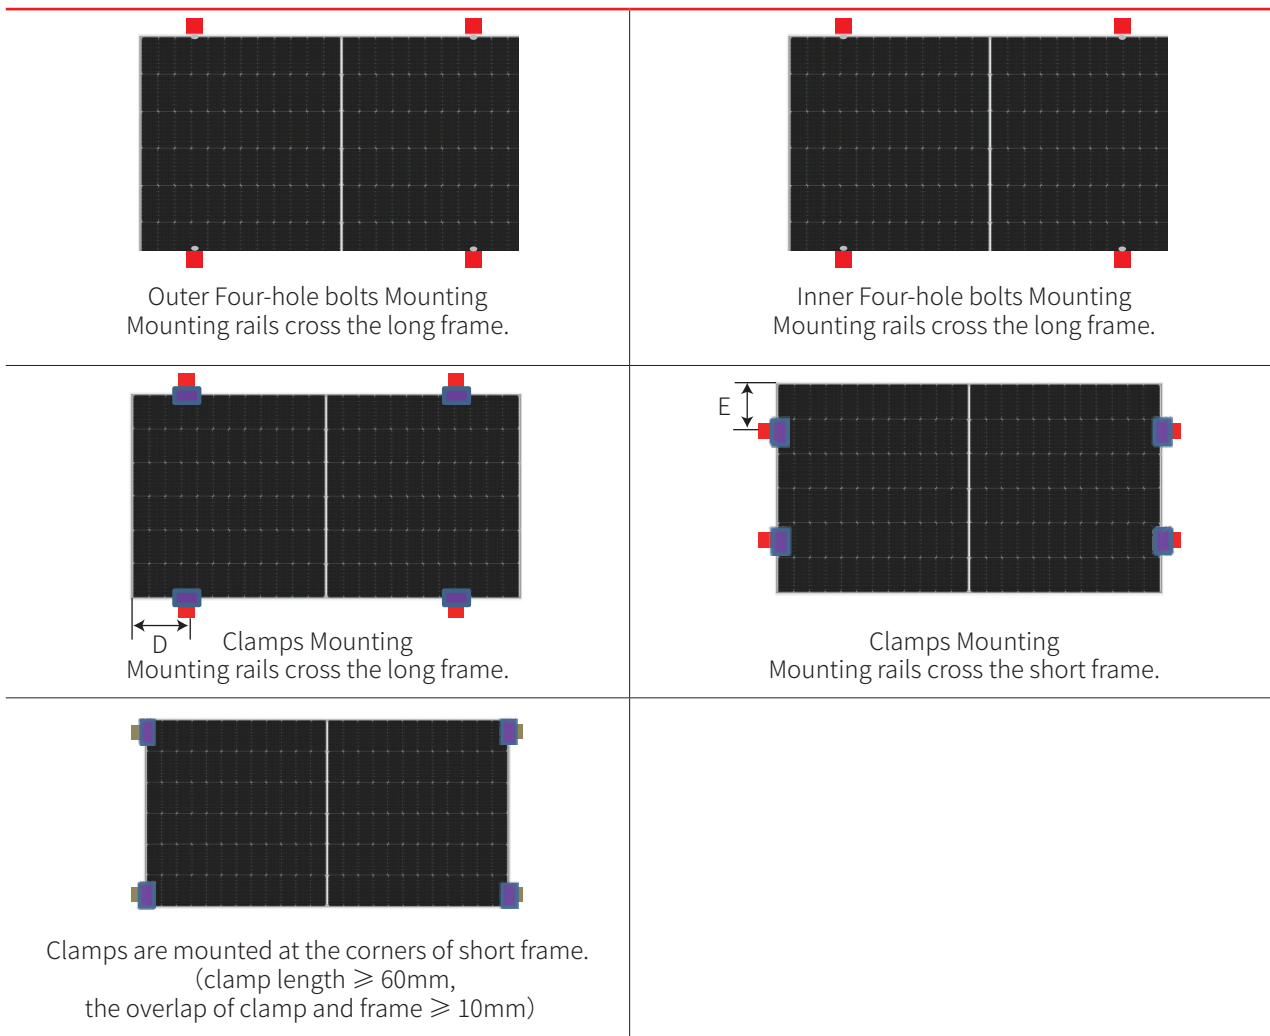 Outer Four-hole bolts Mounting
Mounting rails cross the long frame.
Inner Four-hole bolts Mounting
Mounting rails cross the long frame.
D
Clamps Mounting
Mounting rails cross the long frame.
E
Clamps Mounting
Mounting rails cross the short frame.
Clamps are mounted at the corners of short frame.
（clamp length ⩾ 60mm,
the overlap of clamp and frame ⩾ 10mm）